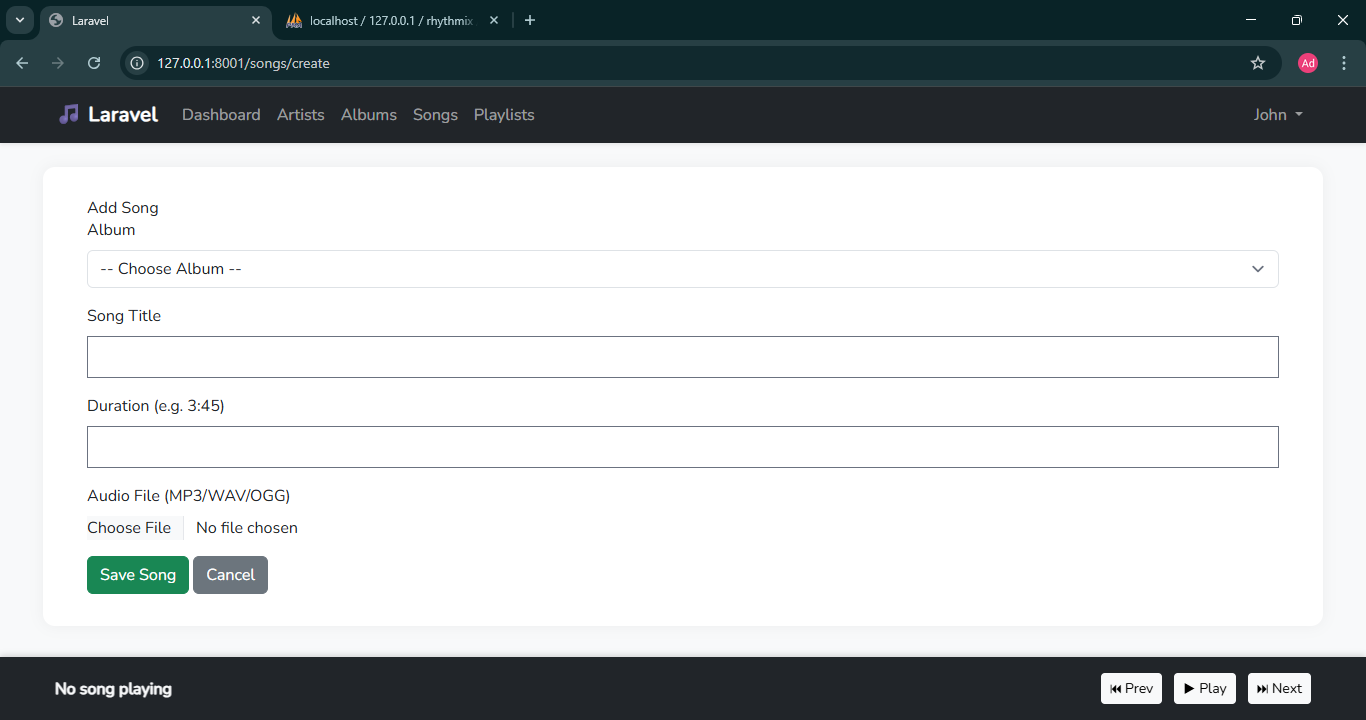 Laravel
localhost / 127.0.0.1 / rhythmix
127.0.0.1:8001/songs/create
Ad
Laravel Dashboard Artists Albums Songs Playlists John
Add Song
Album
-- Choose Album --
Song Title
Duration (e.g. 3:45)
Audio File (MP3/WAV/OGG)
Choose File No file chosen
Save Song Cancel
No song playing
⏮ Prev ▶ Play ⏭ Next